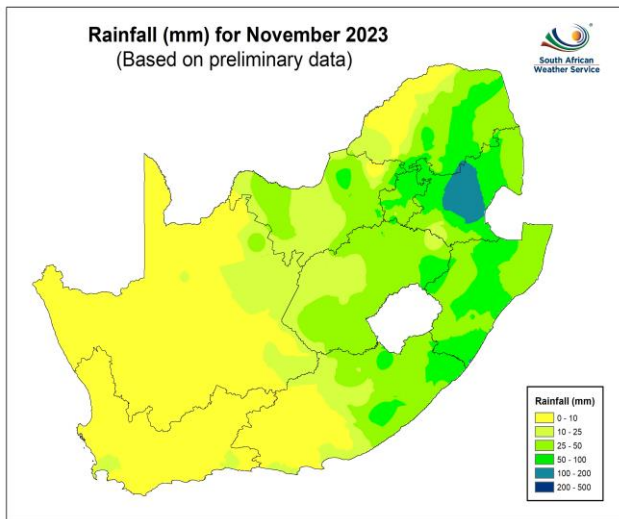 Rainfall (mm) for November 2023
(Based on preliminary data)
South African
Weather Service
Rainfall (mm)
0 - 10
10 - 25
25 - 50
50 - 100
100 - 200
200 - 500